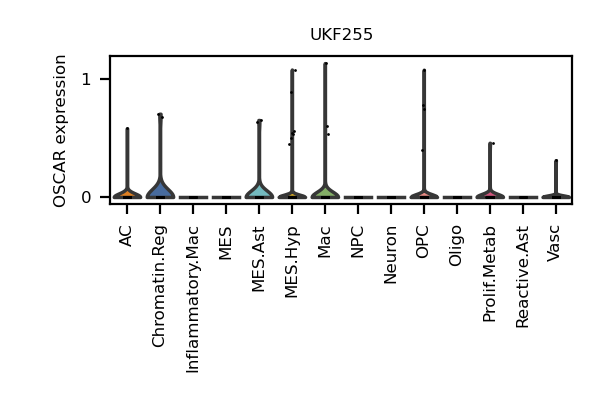 UKF255
OSCAR expression
1
0
AC
Chromatin.Reg
Inflammatory.Mac
MES
MES.Ast
MES.Hyp
Mac
NPC
Neuron
OPC
Oligo
Prolif.Metab
Reactive.Ast
Vasc